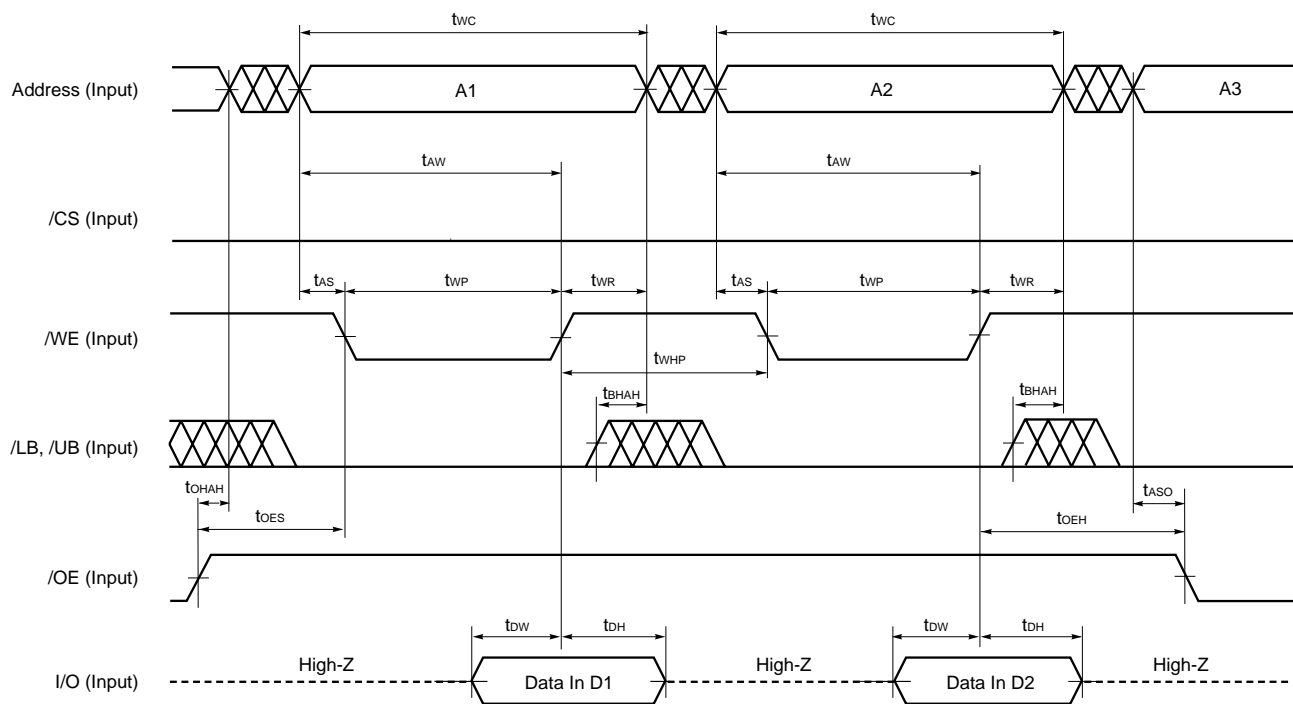 tWC tWC
Address (Input) A1 A2 A3
tAW tAW
/CS (Input)
tAS tWP tWR tAS tWP tWR
/WE (Input)
tWHP
tBHAH tBHAH
/LB, /UB (Input)
tOHAH tASO
tOES tOEH
/OE (Input)
tDW tDH tDW tDH
High-Z High-Z High-Z
I/O (Input) Data In D1 Data In D2